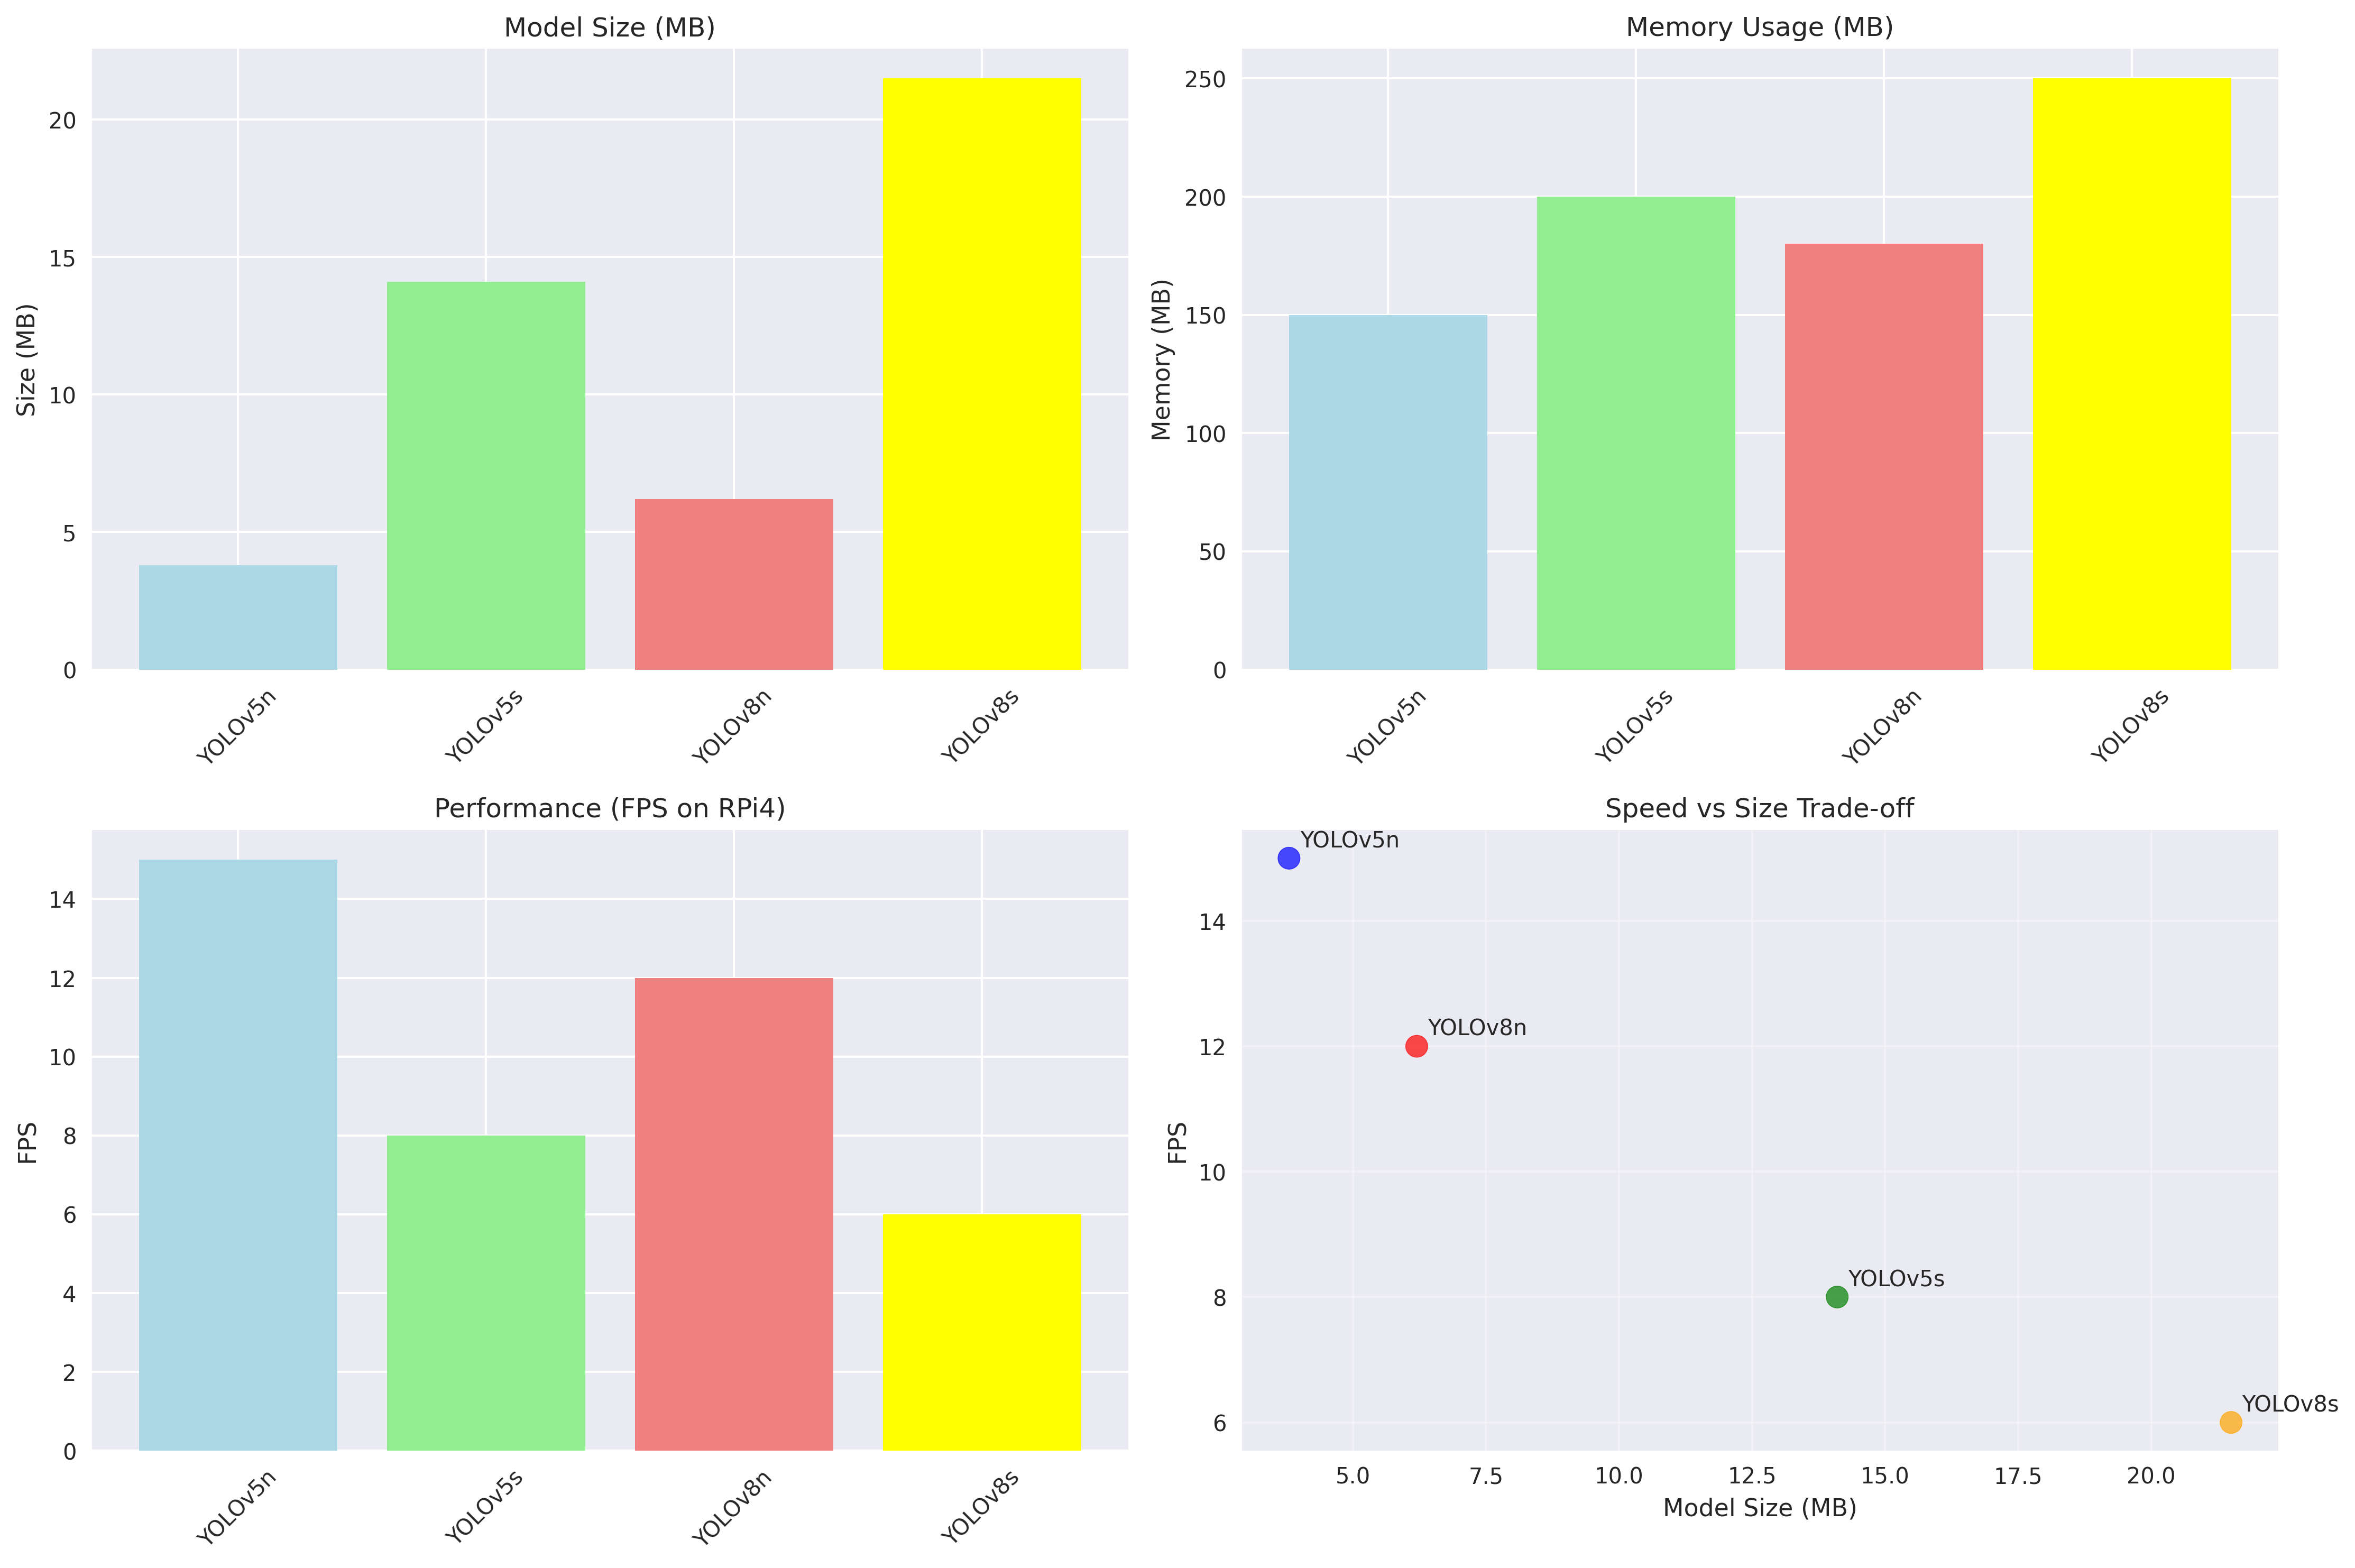 Model Size (MB)
Size (MB)
20
15
10
5
0
YOLOv5n
YOLOv5s
YOLOv8n
YOLOv8s
Memory Usage (MB)
Memory (MB)
250
200
150
100
50
0
YOLOv5n
YOLOv5s
YOLOv8n
YOLOv8s
Performance (FPS on RPi4)
FPS
14
12
10
8
6
4
2
0
YOLOv5n
YOLOv5s
YOLOv8n
YOLOv8s
Speed vs Size Trade-off
FPS
14
12
10
8
6
YOLOv5n
YOLOv8n
YOLOv5s
YOLOv8s
5.0
7.5
10.0
12.5
15.0
17.5
20.0
Model Size (MB)